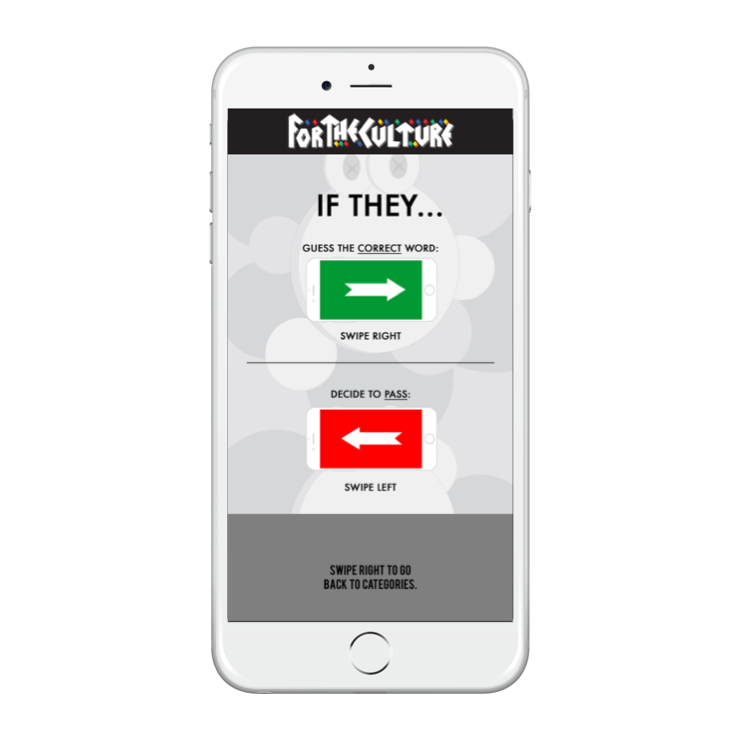 FORTHECULTURE
IF THEY...
GUESS THE CORRECT WORD:
SWIPE RIGHT
DECIDE TO PASS:
SWIPE LEFT
SWIPE RIGHT TO GO
BACK TO CATEGORIES.